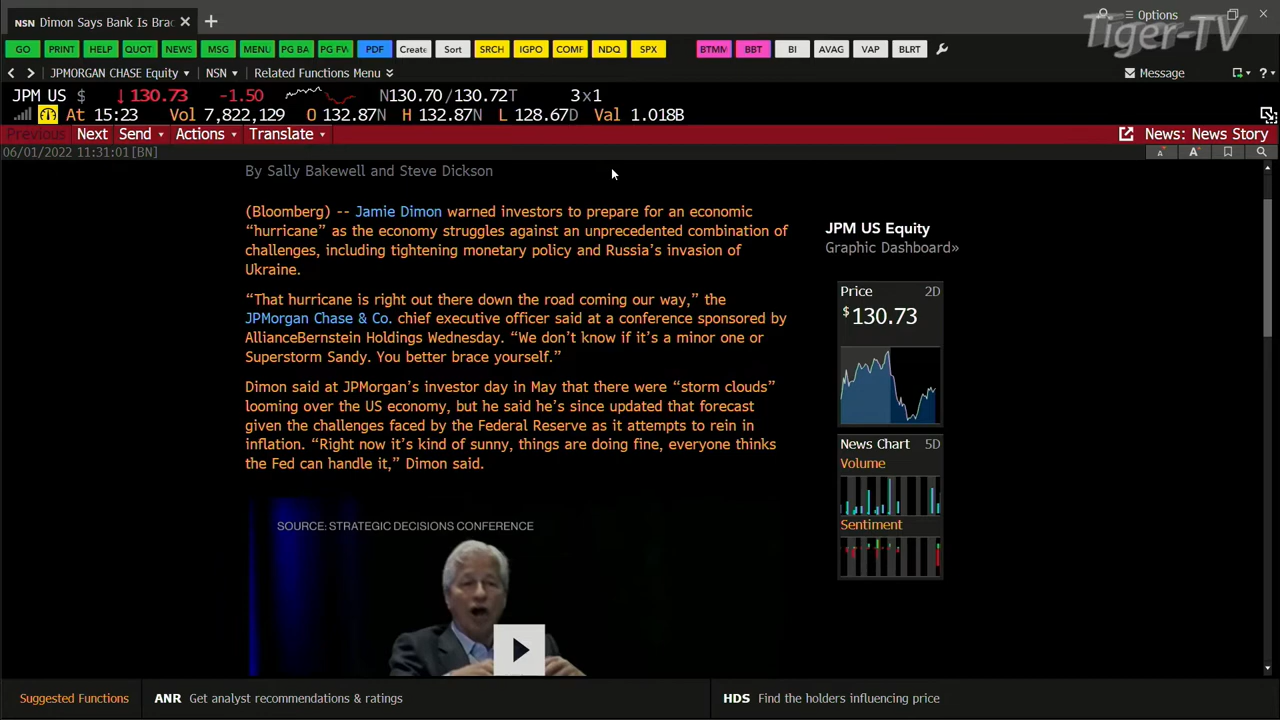 NSN Dimon Says Bank Is Brac
Options
Tiger-TV
GO PRINT HELP QUOT NEWS MSG MENU PG BA PG FW PDF Create Sort SRCH IGPO COMF NDQ SPX BTMM BBT BI AVAG VAP BLRT
JPMORGAN CHASE Equity NSN Related Functions Menu Message ?
JPM US $ ↓130.73 -1.50 N130.70/130.72T 3x1
At 15:23 Vol 7,822,129 O 132.87N H 132.87N L 128.67D Val 1.018B
Previous Next Send Actions Translate News: News Story
06/01/2022 11:31:01 [BN] A A
By Sally Bakewell and Steve Dickson
(Bloomberg) -- Jamie Dimon warned investors to prepare for an economic
“hurricane” as the economy struggles against an unprecedented combination of
challenges, including tightening monetary policy and Russia’s invasion of
Ukraine.
“That hurricane is right out there down the road coming our way,” the
JPMorgan Chase & Co. chief executive officer said at a conference sponsored by
AllianceBernstein Holdings Wednesday. “We don’t know if it’s a minor one or
Superstorm Sandy. You better brace yourself.”
Dimon said at JPMorgan’s investor day in May that there were “storm clouds”
looming over the US economy, but he said he’s since updated that forecast
given the challenges faced by the Federal Reserve as it attempts to rein in
inflation. “Right now it’s kind of sunny, things are doing fine, everyone thinks
the Fed can handle it,” Dimon said.
SOURCE: STRATEGIC DECISIONS CONFERENCE
JPM US Equity
Graphic Dashboard»
Price 2D
$130.73
News Chart 5D
Volume
Sentiment
Suggested Functions ANR Get analyst recommendations & ratings HDS Find the holders influencing price